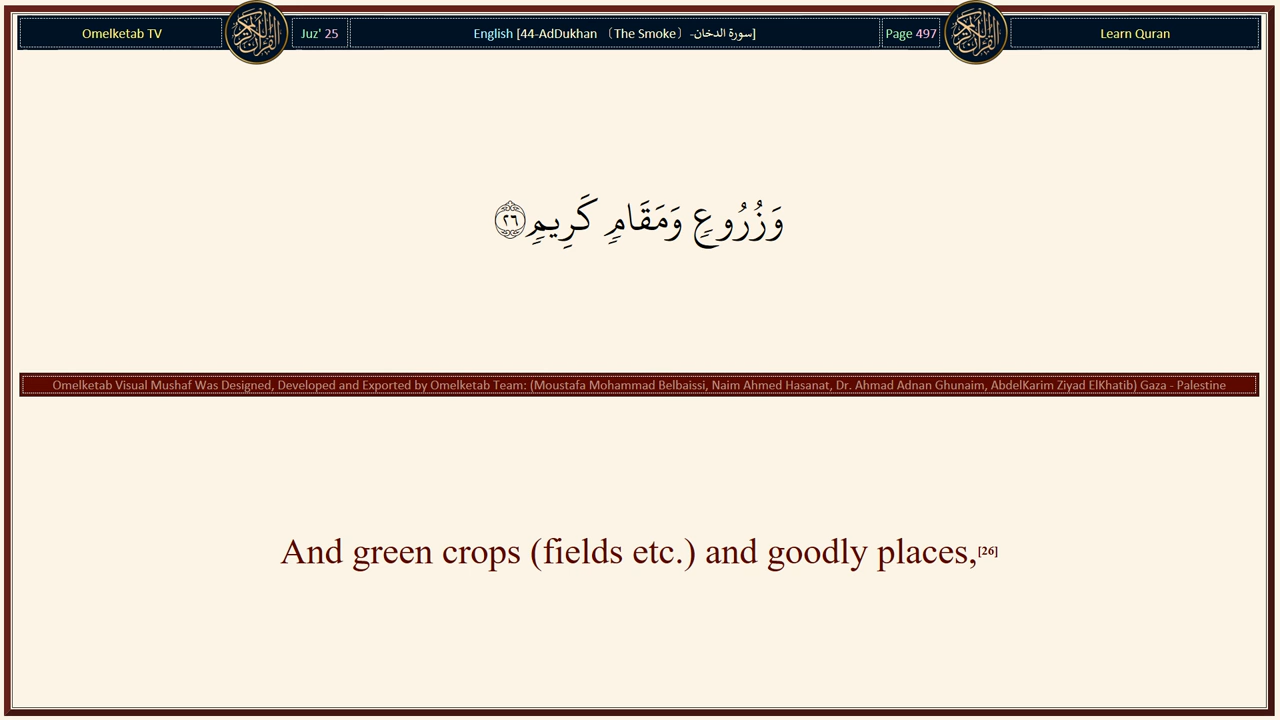 Omelketab TV
Juz' 25
English [44-AdDukhan 〔The Smoke〕 -سورة الدخان]
Page 497
Learn Quran
وَزُرُوعٍ وَمَقَامٍ كَرِيمٍ ٢٦
Omelketab Visual Mushaf Was Designed, Developed and Exported by Omelketab Team: (Moustafa Mohammad Belbaissi, Naim Ahmed Hasanat, Dr. Ahmad Adnan Ghunaim, AbdelKarim Ziyad ElKhatib) Gaza - Palestine
And green crops (fields etc.) and goodly places,[26]